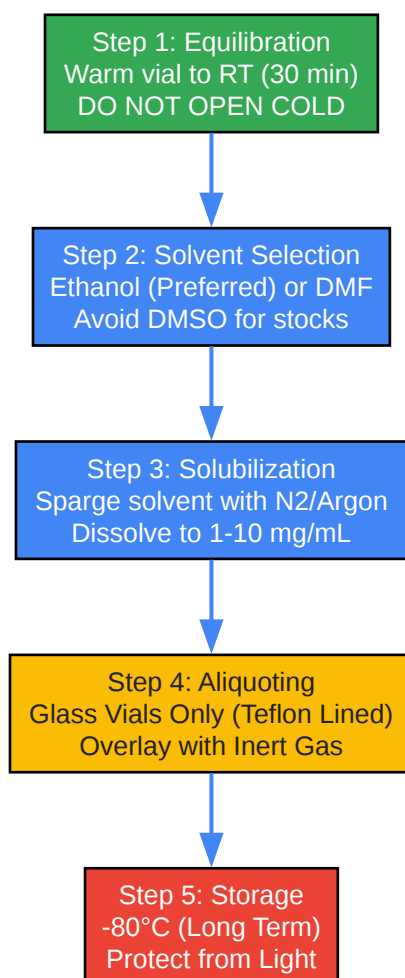 Step 1: Equilibration
Warm vial to RT (30 min)
DO NOT OPEN COLD
Step 2: Solvent Selection
Ethanol (Preferred) or DMF
Avoid DMSO for stocks
Step 3: Solubilization
Sparge solvent with N2/Argon
Dissolve to 1-10 mg/mL
Step 4: Aliquoting
Glass Vials Only (Teflon Lined)
Overlay with Inert Gas
Step 5: Storage
-80°C (Long Term)
Protect from Light